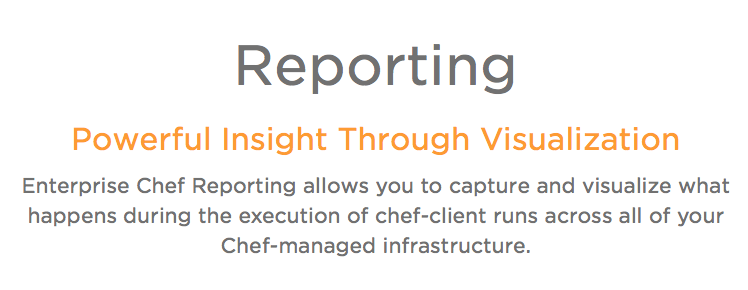 Reporting
Powerful Insight Through Visualization
Enterprise Chef Reporting allows you to capture and visualize what
happens during the execution of chef-client runs across all of your
Chef-managed infrastructure.